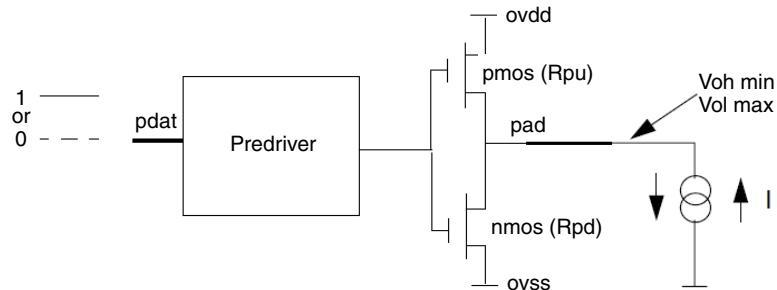 ovdd
pmos (Rpu)
Voh min
Vol max
1
or
0
pdat
Predriver
pad
I
nmos (Rpd)
ovss